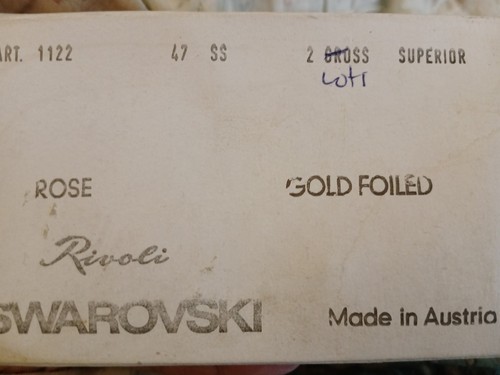 ART. 1122 47 SS 2 GROSS SUPERIOR
ROSE GOLD FOILED
Rivoli
SWAROVSKI Made in Austria